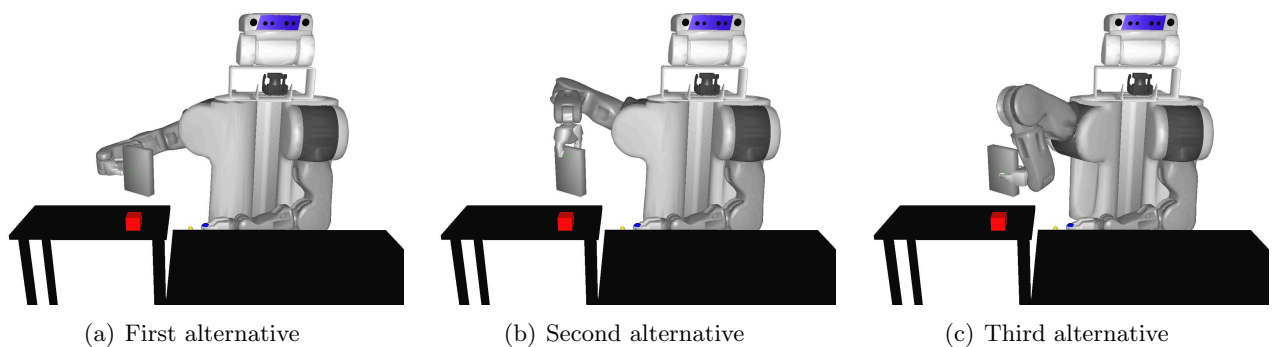 (a) First alternative
(b) Second alternative
(c) Third alternative